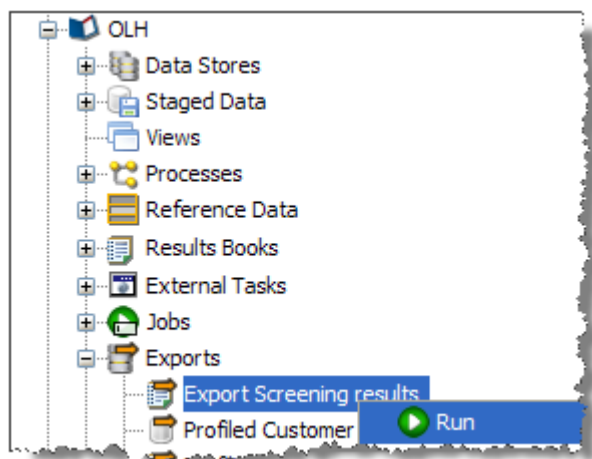 OLH
Data Stores
Staged Data
Views
Processes
Reference Data
Results Books
External Tasks
Jobs
Exports
Export Screening results
Profiled Customer
Run